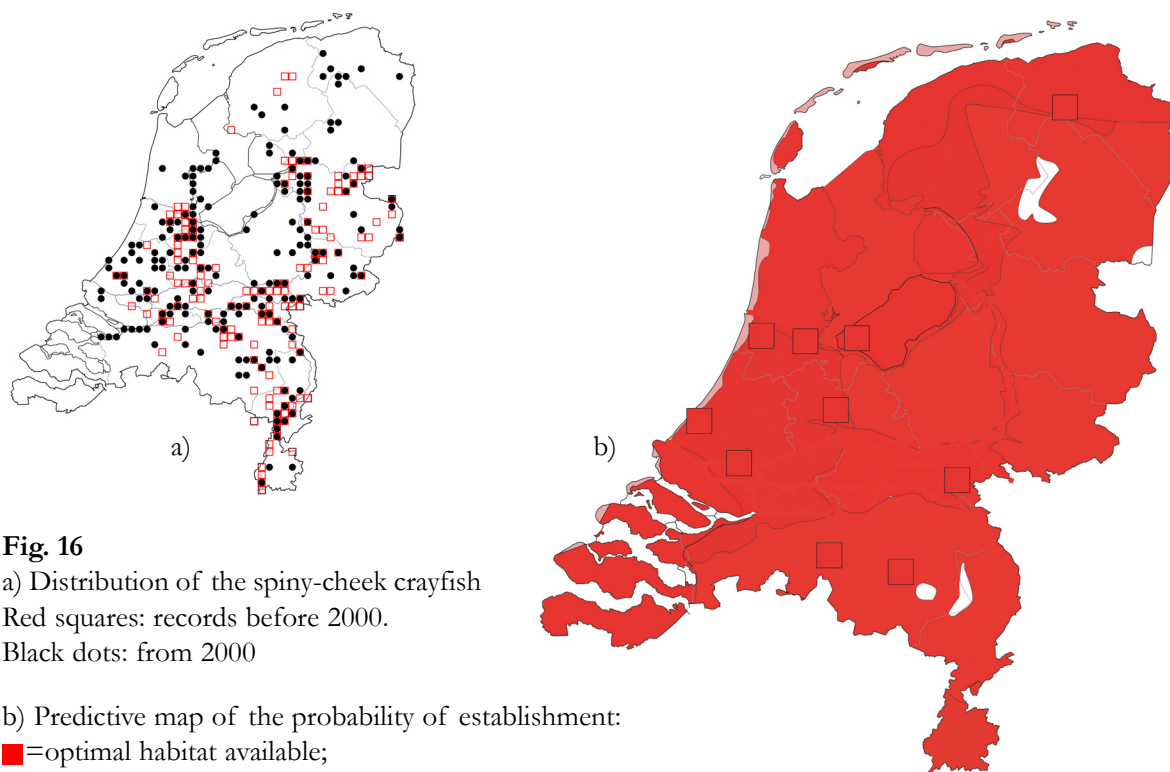 a)
b)
Fig. 16
a) Distribution of the spiny-cheek crayfish
Red squares: records before 2000.
Black dots: from 2000
b) Predictive map of the probability of establishment:
=optimal habitat available;